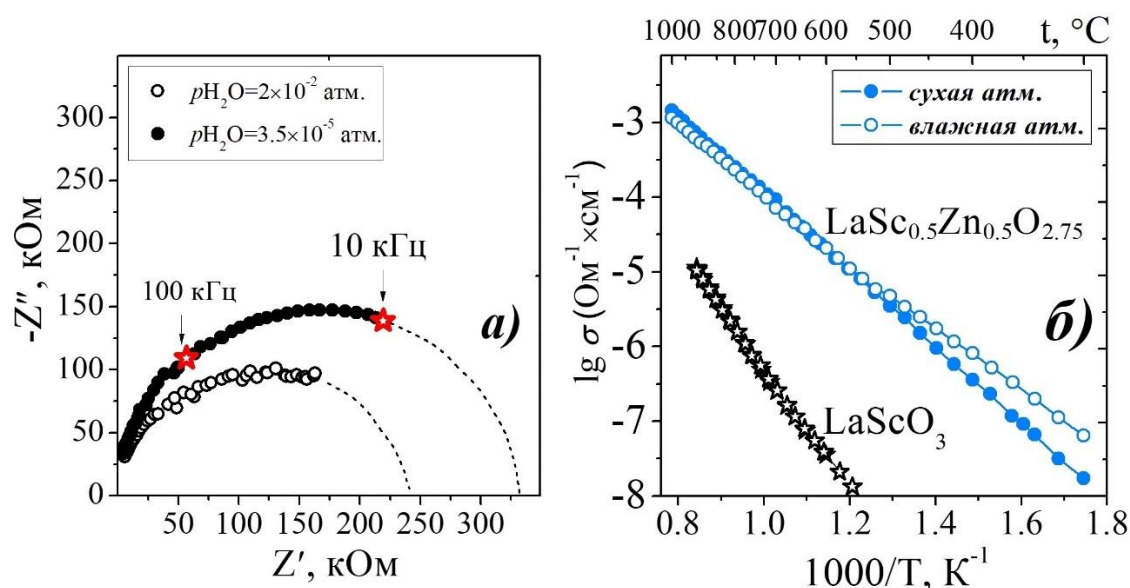 pH₂O=2×10⁻² атм.
pH₂O=3.5×10⁻⁵ атм.
300
250
200
150
100
50
0
-Z″, кОм
100 кГц
10 кГц
а)
50 100 150 200 250 300
Z′, кОм
1000 800 700 600 500 400 t, °C
сухая атм.
влажная атм.
-3
-4
-5
-6
-7
-8
lg σ (Ом⁻¹×см⁻¹)
LaSc₀.₅Zn₀.₅O₂.₇₅
б)
LaScO₃
0.8 1.0 1.2 1.4 1.6 1.8
1000/T, К⁻¹